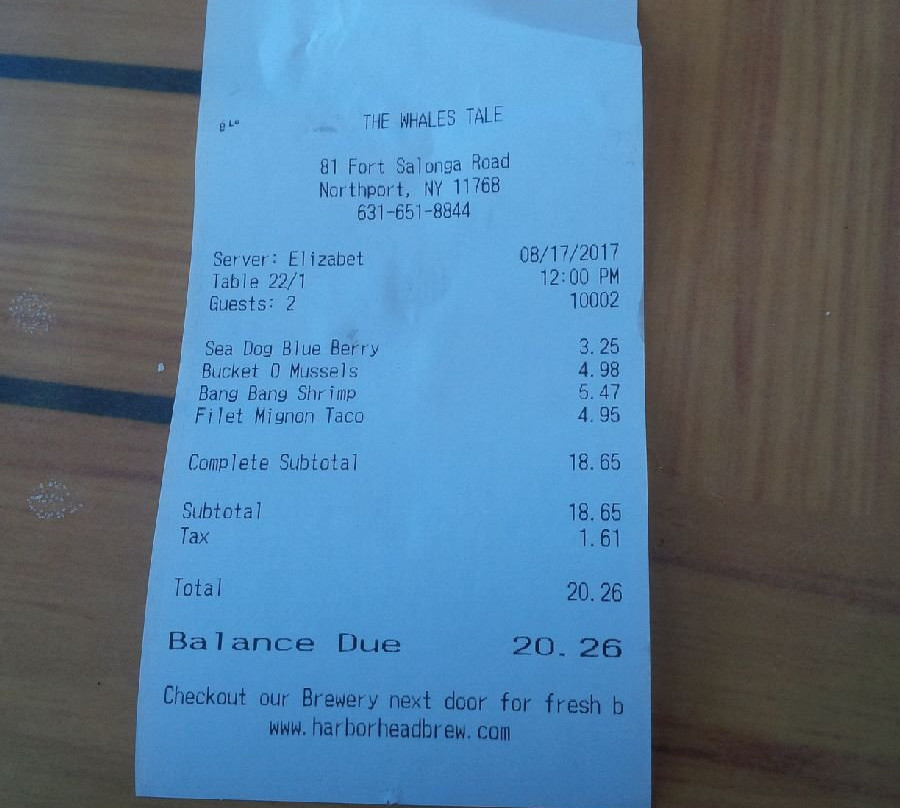 THE WHALES TALE
81 Fort Salonga Road
Northport, NY 11768
631-651-8844
Server: Elizabet 08/17/2017
Table 22/1 12:00 PM
Guests: 2 10002
Sea Dog Blue Berry 3.25
Bucket O Mussels 4.98
Bang Bang Shrimp 5.47
Filet Mignon Taco 4.95
Complete Subtotal 18.65
Subtotal 18.65
Tax 1.61
Total 20.26
Balance Due 20.26
Checkout our Brewery next door for fresh b
www.harborheadbrew.com